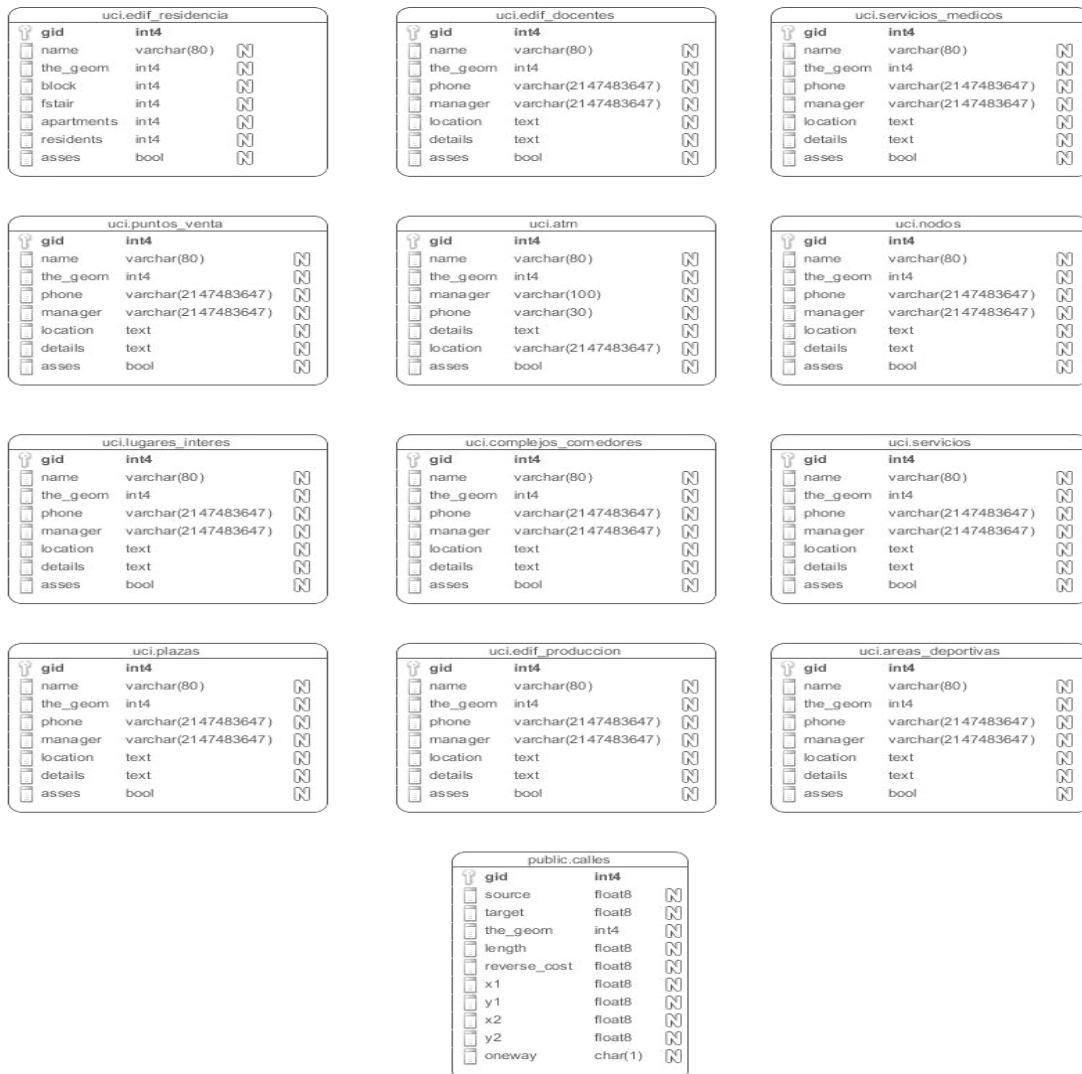 uci.edif_residencia
gid int4
name varchar(80) N
the_geom int4 N
block int4 N
fstair int4 N
apartments int4 N
residents int4 N
asses bool N
uci.edif_docentes
gid int4
name varchar(80) N
the_geom int4 N
phone varchar(2147483647) N
manager varchar(2147483647) N
location text N
details text N
asses bool N
uci.servicios_medicos
gid int4
name varchar(80) N
the_geom int4 N
phone varchar(2147483647) N
manager varchar(2147483647) N
location text N
details text N
asses bool N
uci.puntos_venta
gid int4
name varchar(80) N
the_geom int4 N
phone varchar(2147483647) N
manager varchar(2147483647) N
location text N
details text N
asses bool N
uci.atm
gid int4
name varchar(80) N
the_geom int4 N
manager varchar(100) N
phone varchar(30) N
details text N
location varchar(2147483647) N
asses bool N
uci.nodos
gid int4
name varchar(80) N
the_geom int4 N
phone varchar(2147483647) N
manager varchar(2147483647) N
location text N
details text N
asses bool N
uci.lugares_interes
gid int4
name varchar(80) N
the_geom int4 N
phone varchar(2147483647) N
manager varchar(2147483647) N
location text N
details text N
asses bool N
uci.complejos_comedores
gid int4
name varchar(80) N
the_geom int4 N
phone varchar(2147483647) N
manager varchar(2147483647) N
location text N
details text N
asses bool N
uci.servicios
gid int4
name varchar(80) N
the_geom int4 N
phone varchar(2147483647) N
manager varchar(2147483647) N
location text N
details text N
asses bool N
uci.plazas
gid int4
name varchar(80) N
the_geom int4 N
phone varchar(2147483647) N
manager varchar(2147483647) N
location text N
details text N
asses bool N
uci.edif_produccion
gid int4
name varchar(80) N
the_geom int4 N
phone varchar(2147483647) N
manager varchar(2147483647) N
location text N
details text N
asses bool N
uci.areas_deportivas
gid int4
name varchar(80) N
the_geom int4 N
phone varchar(2147483647) N
manager varchar(2147483647) N
location text N
details text N
asses bool N
public.calles
gid int4
source float8 N
target float8 N
the_geom int4 N
length float8 N
reverse_cost float8 N
x1 float8 N
y1 float8 N
x2 float8 N
y2 float8 N
oneway char(1) N